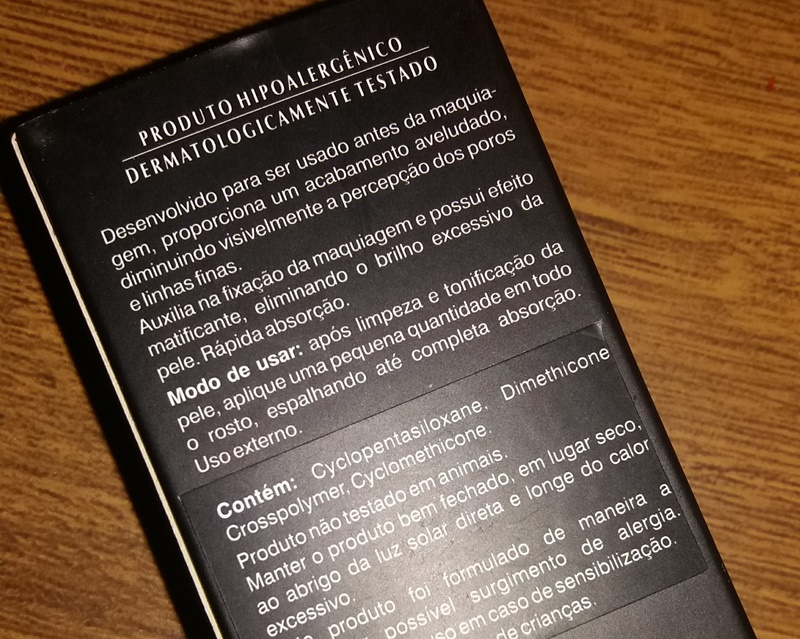 PRODUTO HIPOALERGÊNICO
DERMATOLOGICAMENTE TESTADO
Desenvolvido para ser usado antes da maquia-
gem, proporciona um acabamento aveludado,
diminuindo visivelmente a percepção dos poros
e linhas finas.
Auxilia na fixação da maquiagem e possui efeito
matificante, eliminando o brilho excessivo da
pele. Rápida absorção.
Modo de usar: após limpeza e tonificação da
pele, aplique uma pequena quantidade em todo
o rosto, espalhando até completa absorção.
Uso externo.
Contém: Cyclopentasiloxane. Dimethicone
Crosspolymer, Cyclomethicone.
Produto não testado em animais.
Manter o produto bem fechado, em lugar seco,
ao abrigo da luz solar direta e longe do calor
excessivo.
produto foi formulado de maneira a
possivel surgimento de alergia.
em caso de sensibilização.
de crianças.